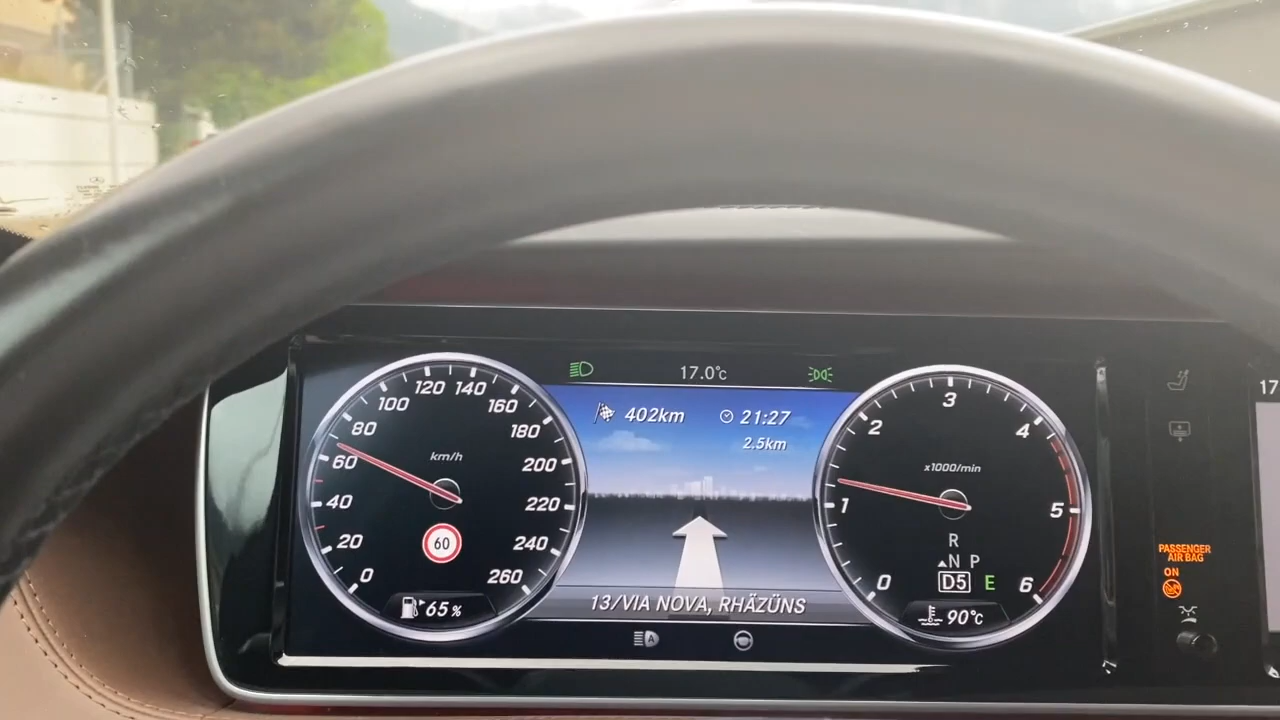 17.0°c
17
402km
21:27
2.5km
km/h
0
20
40
60
80
100
120
140
160
180
200
220
240
260
60
65%
x1000/min
0
1
2
3
4
5
6
R
N P
D5 E
90°C
13/VIA NOVA, RHÄZÜNS
A
PASSENGER
AIR BAG
ON